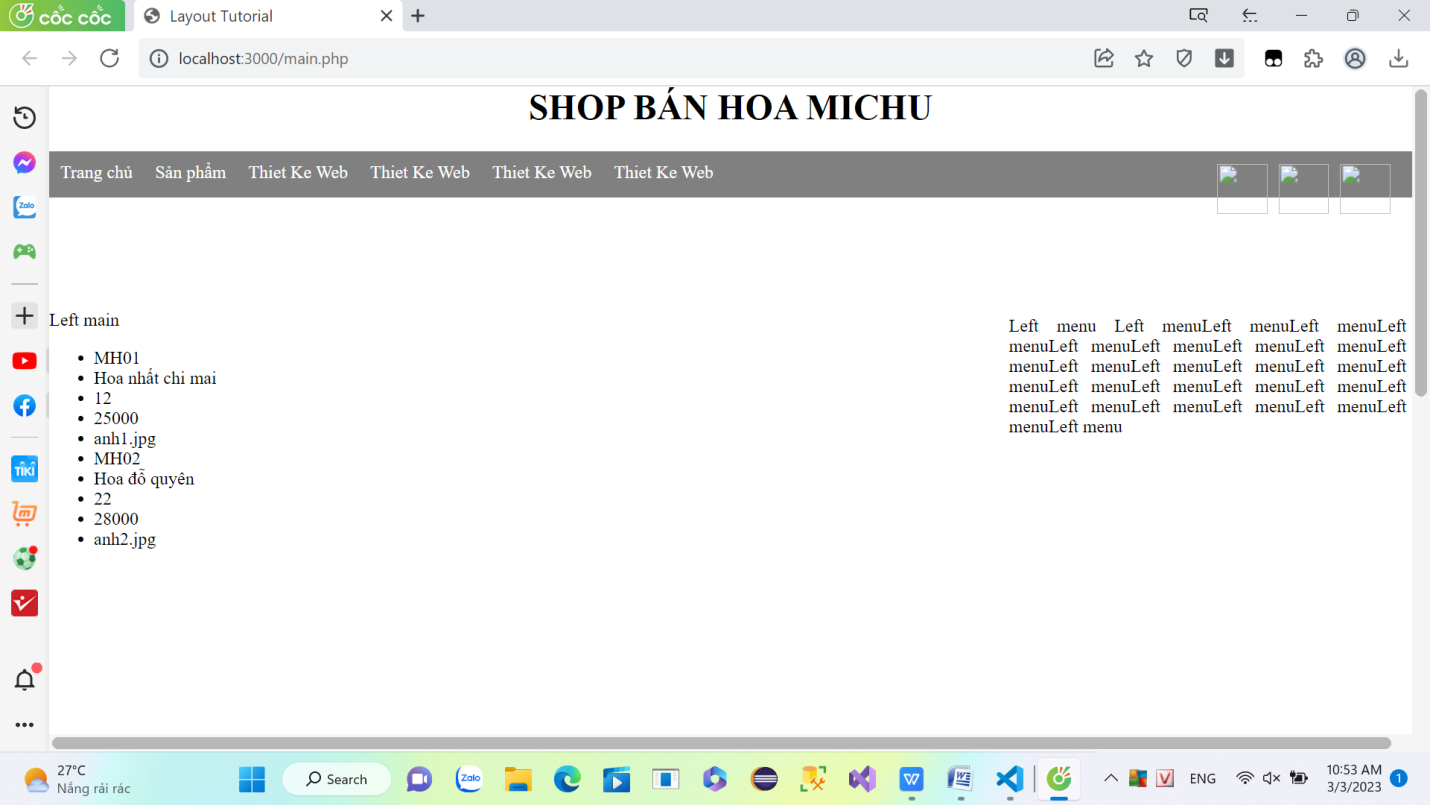 cốc cốc
Layout Tutorial
localhost:3000/main.php
SHOP BÁN HOA MICHU
Trang chủ Sản phẩm Thiet Ke Web Thiet Ke Web Thiet Ke Web Thiet Ke Web
Zalo
Left main
Left menu Left menuLeft menuLeft menuLeft
menuLeft menuLeft menuLeft menuLeft menuLeft
menuLeft menuLeft menuLeft menuLeft menuLeft
menuLeft menuLeft menuLeft menuLeft menuLeft
menuLeft menuLeft menuLeft menuLeft menuLeft
menuLeft menu
MH01
Hoa nhất chi mai
12
25000
anh1.jpg
MH02
Hoa đỗ quyên
22
28000
anh2.jpg
TIKI
27°C
Nắng rải rác
Search
Zalo
ENG
10:53 AM
3/3/2023
1